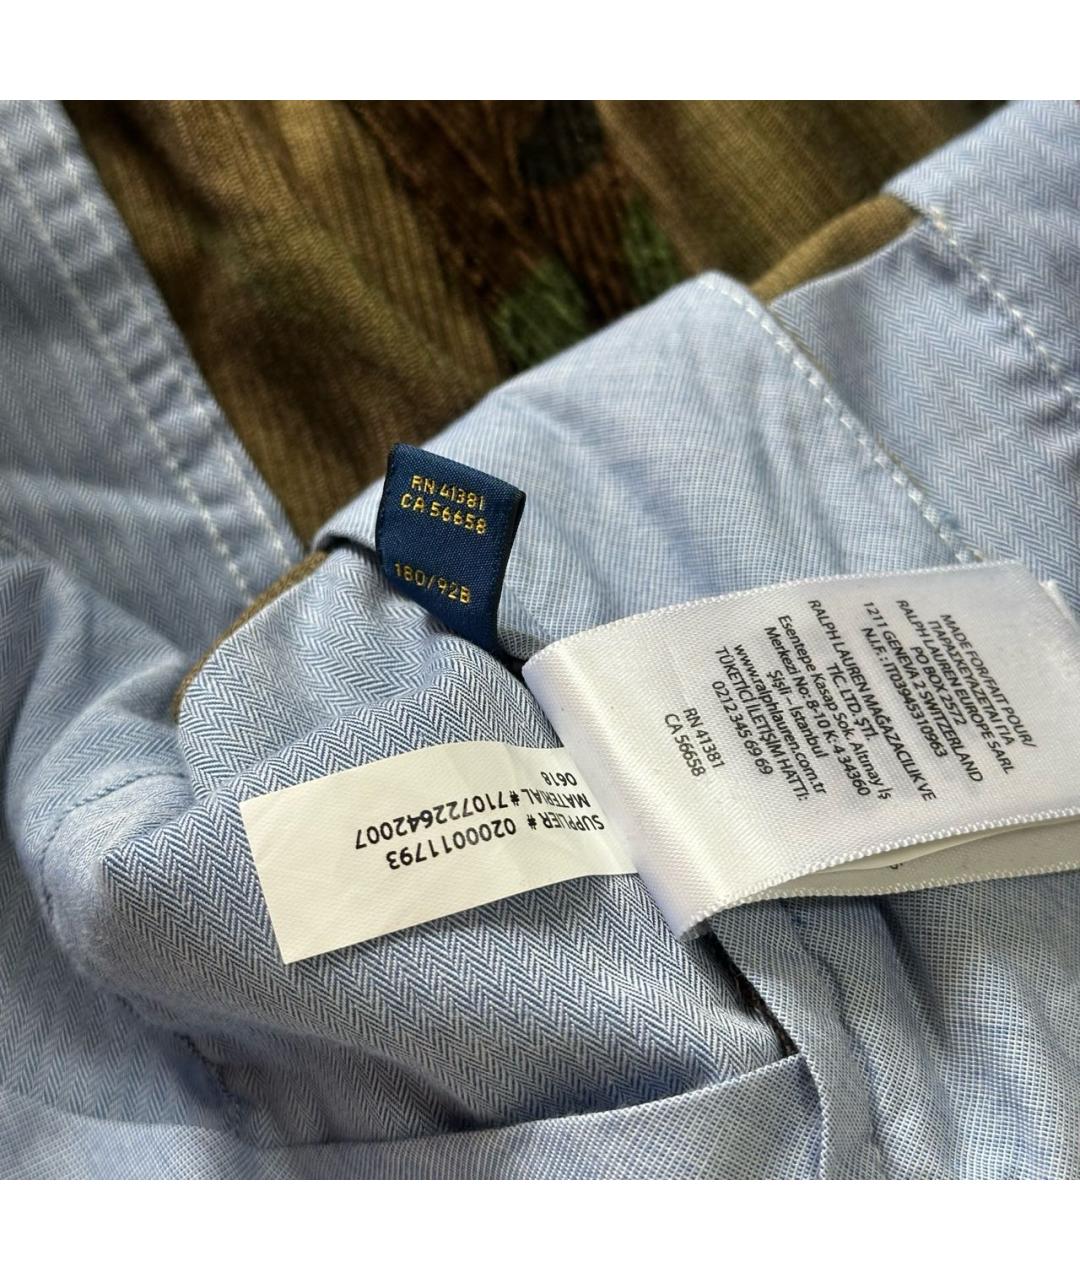 RN 41381
CA 56658
180/92B
MADE FOR/FAIT POUR/
ΠΑΡΑΣΚΕΥΑΖΕΤΑΙ ΓΙΑ
RALPH LAUREN EUROPE SARL
PO BOX 2572
1211 GENEVA 2 SWITZERLAND
N.I.F.: IT03945310963
RALPH LAUREN MAĞAZACILIK VE
TİC. LTD. ŞTİ.
Esentepe Kasap Sok. Altınay İş
Merkezi No: 8-10 K - 4 34360
Şişli - İstanbul
www.ralphlauren.com.tr
TÜKETİCİ İLETİŞİM HATTI:
0212 345 69 69
RN 41381
CA 56658
SUPPLIER # 0200011793
MATERIAL #710722642007
0618